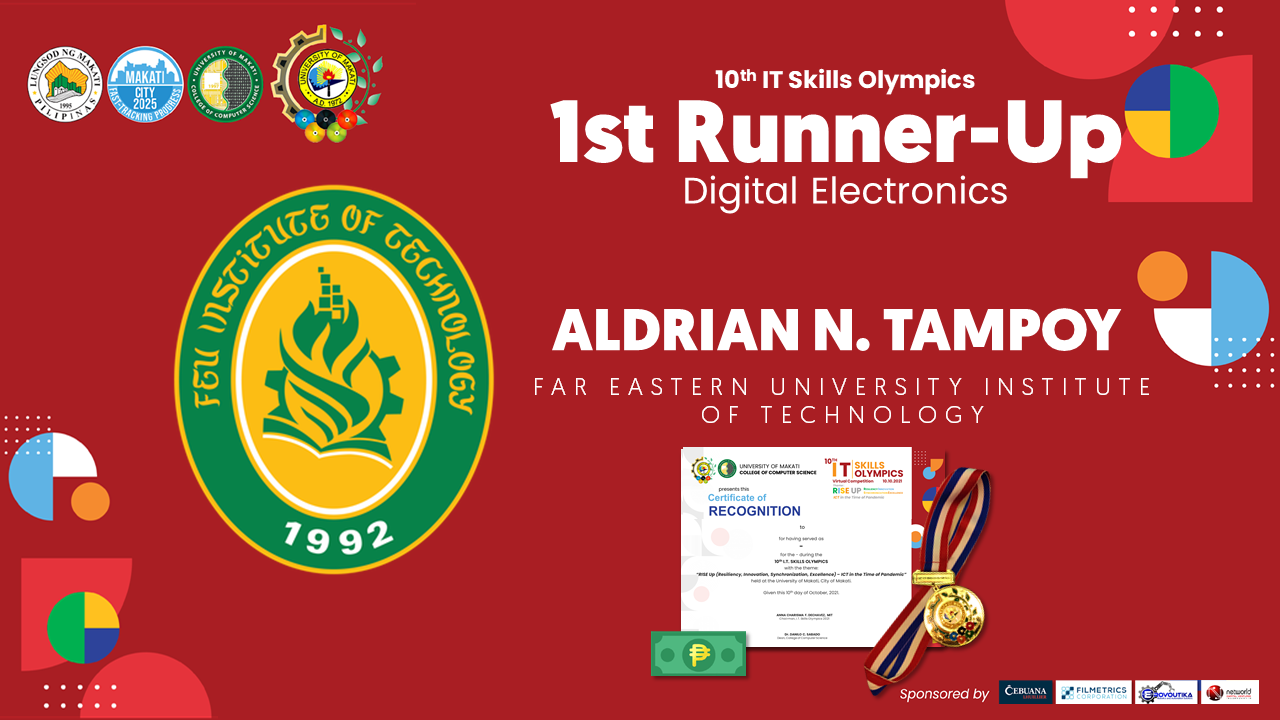 LUNGSOD NG MAKATI
PILIPINAS
1995
MAKATI
CITY
2025
FAST-TRACKING PROGRESS
UNIVERSITY OF MAKATI
COLLEGE OF COMPUTER SCIENCE
UNIVERSITY OF MAKATI
A.D. 1972
10th IT Skills Olympics
1st Runner-Up
Digital Electronics
FEU INSTITUTE OF TECHNOLOGY
1992
ALDRIAN N. TAMPOY
FAR EASTERN UNIVERSITY INSTITUTE
OF TECHNOLOGY
UNIVERSITY OF MAKATI
COLLEGE OF COMPUTER SCIENCE
10TH IT SKILLS
OLYMPICS
Virtual Competition 10.10.2021
RISE UP
ICT in the Time of Pandemic
presents this
Certificate of
RECOGNITION
to
for having served as
-
for the - during the
10th I.T. SKILLS OLYMPICS
with the theme:
"RISE Up (Resiliency, Innovation, Synchronization, Excellence) – ICT in the Time of Pandemic"
held at the University of Makati, City of Makati.
Given this 10th day of October, 2021.
Sponsored by
CEBUANA
LHUILLIER
FILMETRICS
CORPORATION
networld